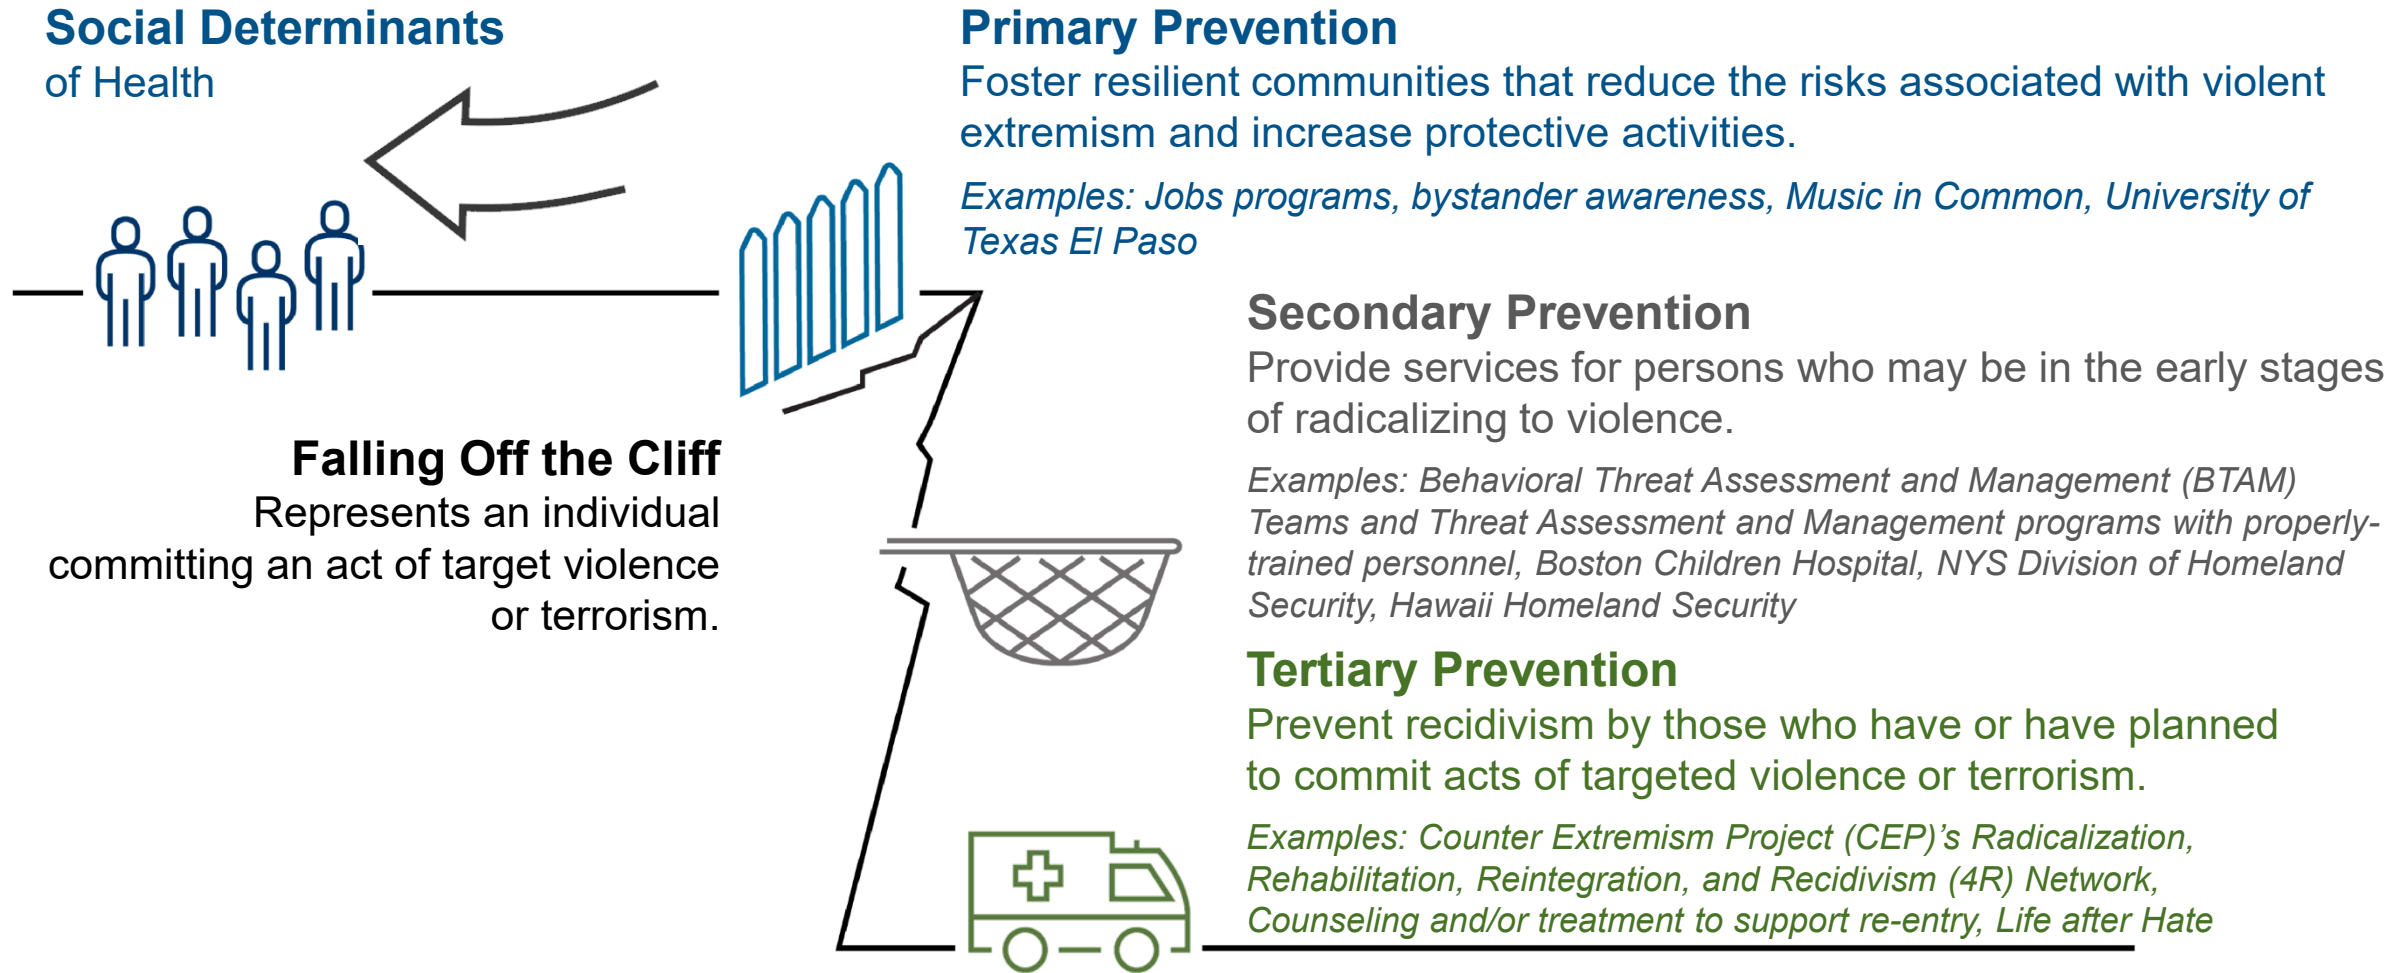 Social Determinants
of Health
Primary Prevention
Foster resilient communities that reduce the risks associated with violent
extremism and increase protective activities.
Examples: Jobs programs, bystander awareness, Music in Common, University of
Texas El Paso
Falling Off the Cliff
Represents an individual
committing an act of target violence
or terrorism.
Secondary Prevention
Provide services for persons who may be in the early stages
of radicalizing to violence.
Examples: Behavioral Threat Assessment and Management (BTAM)
Teams and Threat Assessment and Management programs with properly-
trained personnel, Boston Children Hospital, NYS Division of Homeland
Security, Hawaii Homeland Security
Tertiary Prevention
Prevent recidivism by those who have or have planned
to commit acts of targeted violence or terrorism.
Examples: Counter Extremism Project (CEP)’s Radicalization,
Rehabilitation, Reintegration, and Recidivism (4R) Network,
Counseling and/or treatment to support re-entry, Life after Hate